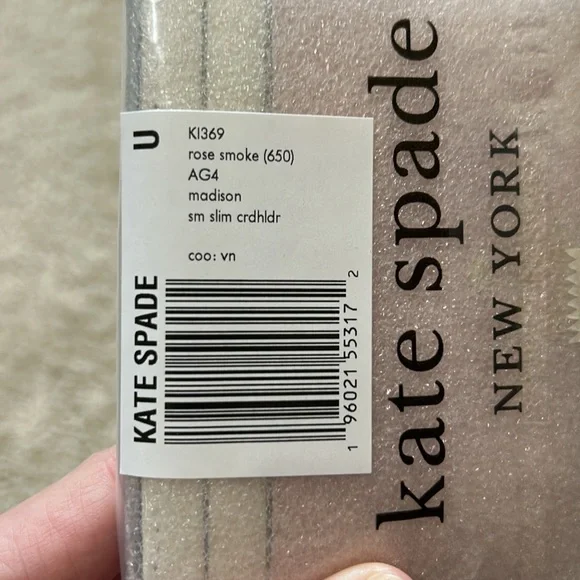 U
KI369
rose smoke (650)
AG4
madison
sm slim crdhldr
coo: vn
KATE SPADE
1 96021 55317 2
kate spade
NEW YORK